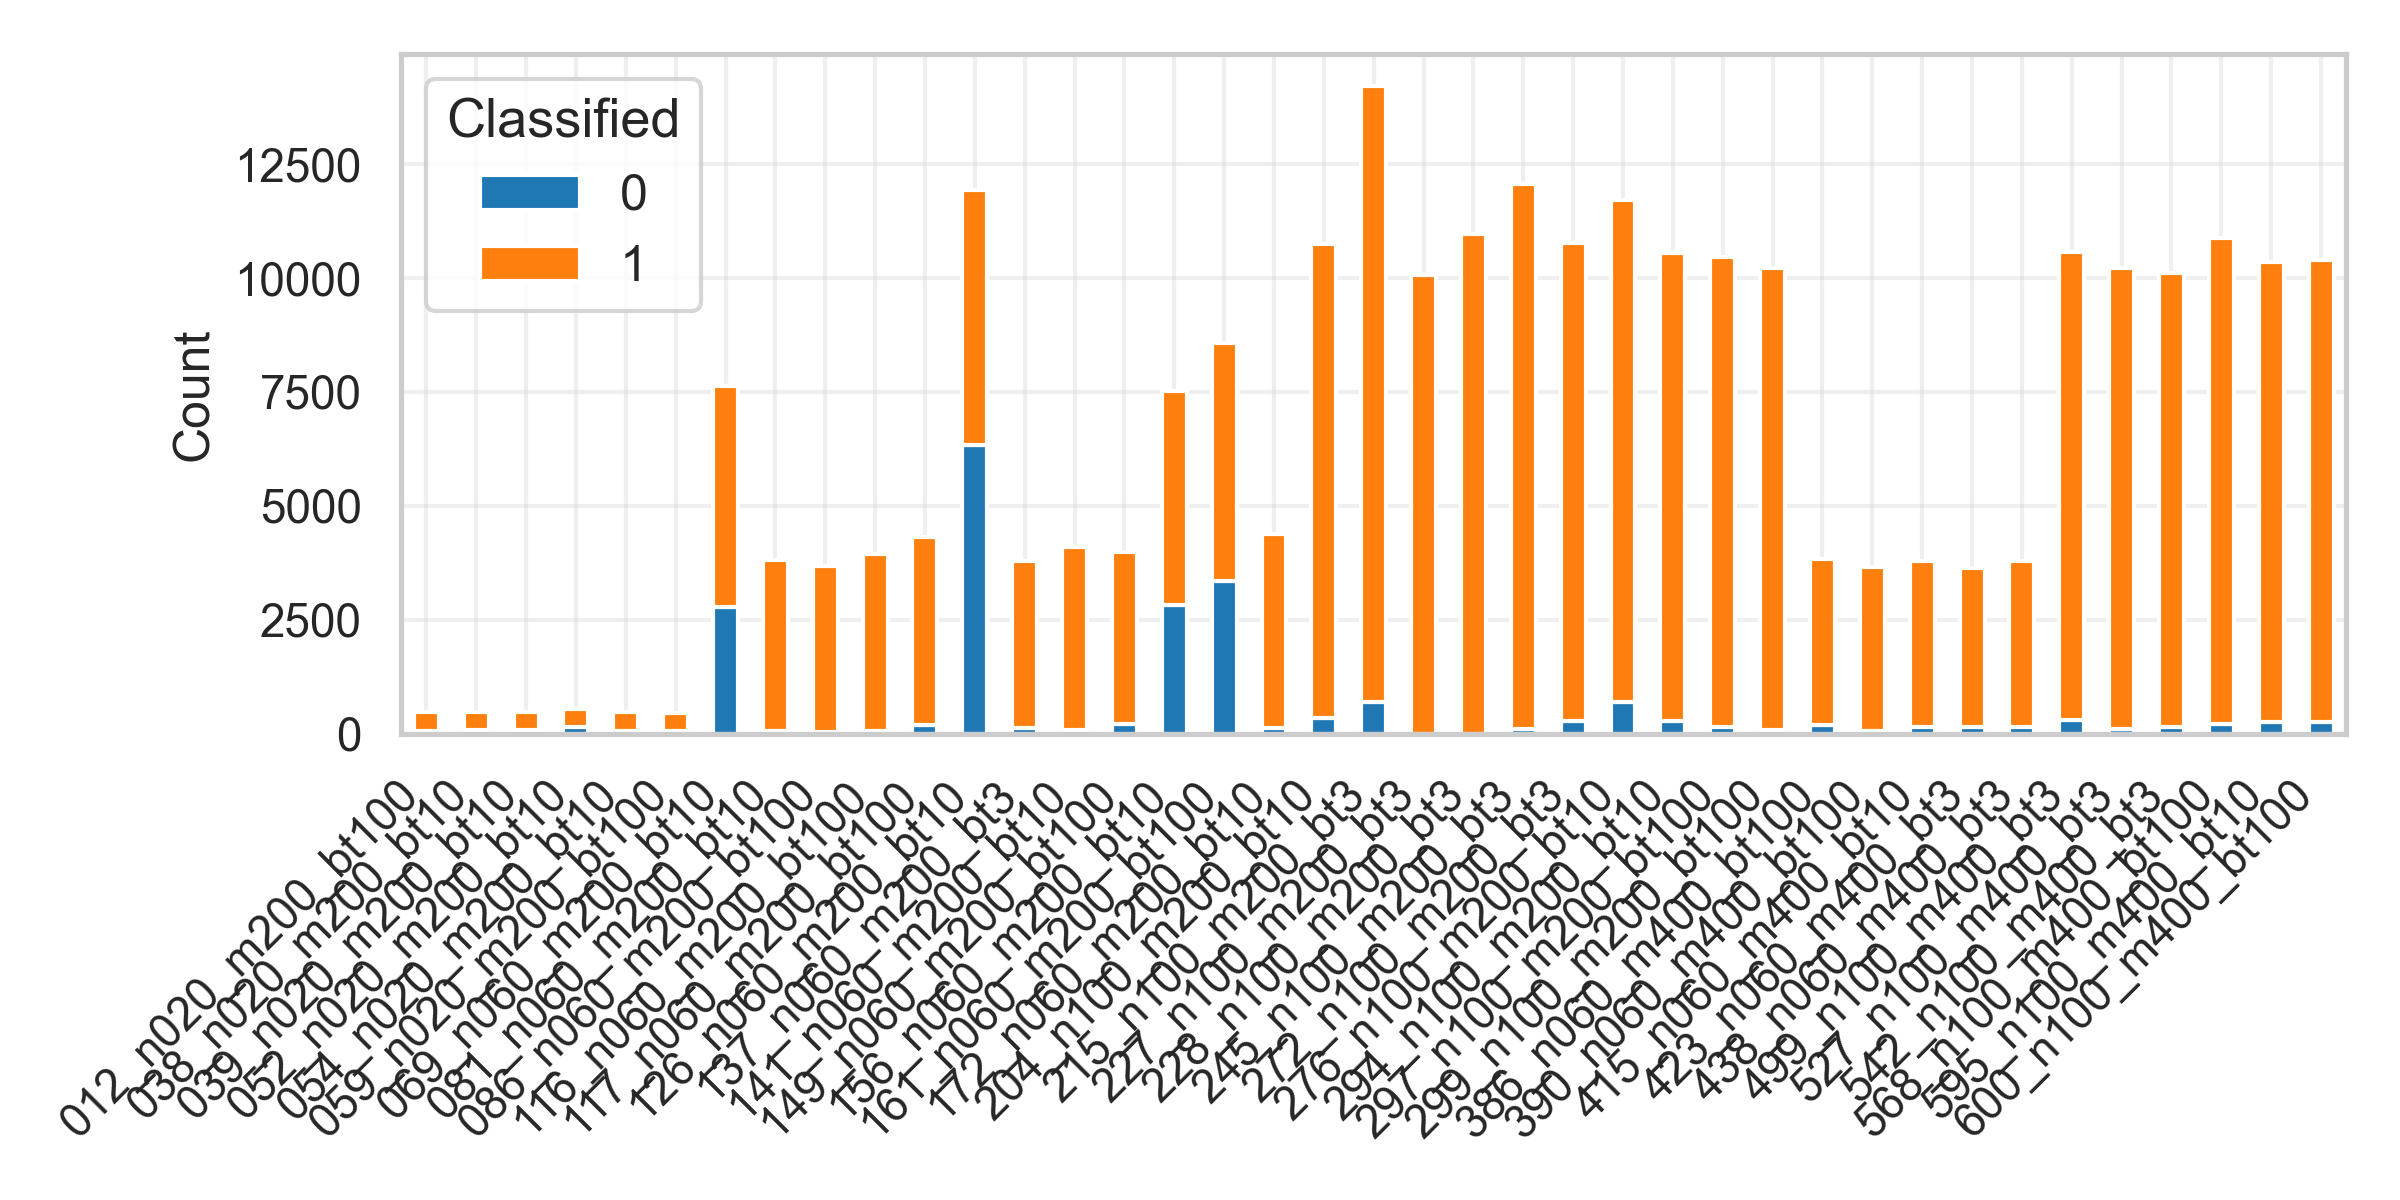 Classified
0
1
Count
12500
10000
7500
5000
2500
0
012_n020_m200_bt100
038_n020_m200_bt10
039_n020_m200_bt10
052_n020_m200_bt10
054_n020_m200_bt10
059_n020_m200_bt100
069_n060_m200_bt10
081_n060_m200_bt10
086_n060_m200_bt100
116_n060_m200_bt100
117_n060_m200_bt100
126_n060_m200_bt10
137_n060_m200_bt3
141_n060_m200_bt10
149_n060_m200_bt100
156_n060_m200_bt10
161_n060_m200_bt100
172_n060_m200_bt10
204_n100_m200_bt10
215_n100_m200_bt3
227_n100_m200_bt3
228_n100_m200_bt3
245_n100_m200_bt3
272_n100_m200_bt3
276_n100_m200_bt10
294_n100_m200_bt10
297_n100_m200_bt100
299_n100_m200_bt100
386_n060_m400_bt100
390_n060_m400_bt100
415_n060_m400_bt10
423_n060_m400_bt3
438_n060_m400_bt3
499_n100_m400_bt3
527_n100_m400_bt3
542_n100_m400_bt3
568_n100_m400_bt100
595_n100_m400_bt10
600_n100_m400_bt100